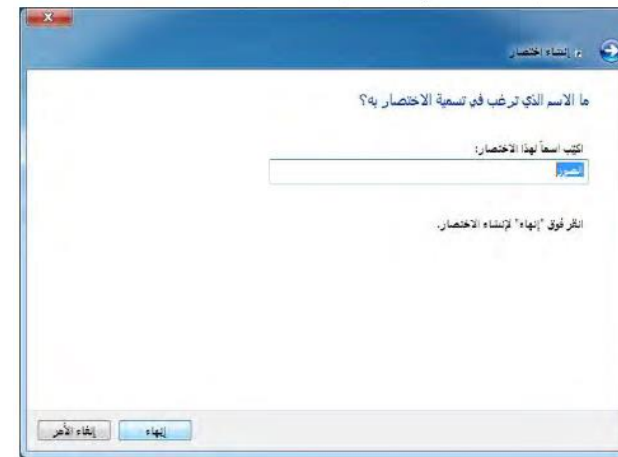 إنشاء اختصار
ما الاسم الذي ترغب في تسمية الاختصار به؟
اكتب اسماً لهذا الاختصار:
الصور
انقر فوق "إنهاء" لإنشاء الاختصار.
إنهاء
إلغاء الأمر